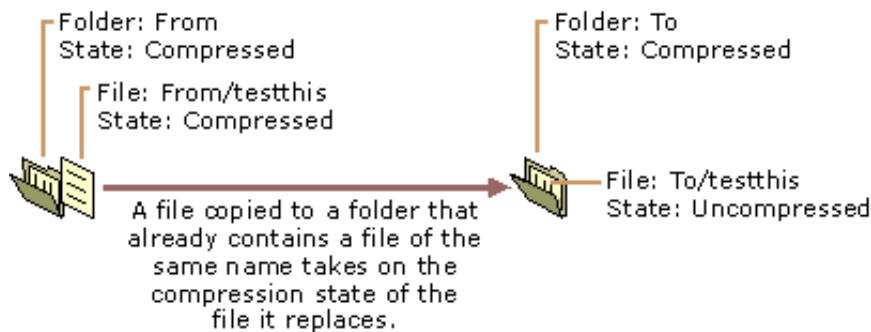 Folder: From
State: Compressed
File: From/testthis
State: Compressed
Folder: To
State: Compressed
File: To/testthis
State: Uncompressed
A file copied to a folder that
already contains a file of the
same name takes on the
compression state of the
file it replaces.